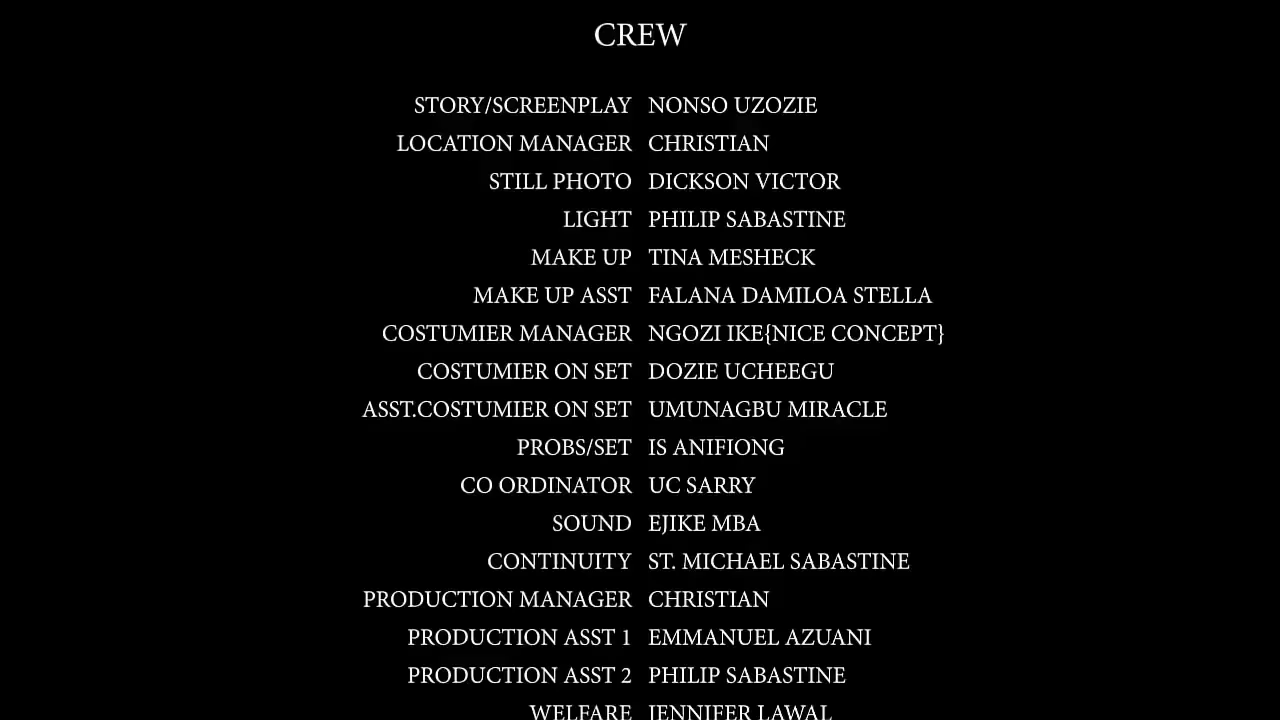 CREW
STORY/SCREENPLAY NONSO UZOZIE
LOCATION MANAGER CHRISTIAN
STILL PHOTO DICKSON VICTOR
LIGHT PHILIP SABASTINE
MAKE UP TINA MESHECK
MAKE UP ASST FALANA DAMILOA STELLA
COSTUMIER MANAGER NGOZI IKE{NICE CONCEPT}
COSTUMIER ON SET DOZIE UCHEEGU
ASST.COSTUMIER ON SET UMUNAGBU MIRACLE
PROBS/SET IS ANIFIONG
CO ORDINATOR UC SARRY
SOUND EJIKE MBA
CONTINUITY ST. MICHAEL SABASTINE
PRODUCTION MANAGER CHRISTIAN
PRODUCTION ASST 1 EMMANUEL AZUANI
PRODUCTION ASST 2 PHILIP SABASTINE
WELFARE JENNIFER LAWAL